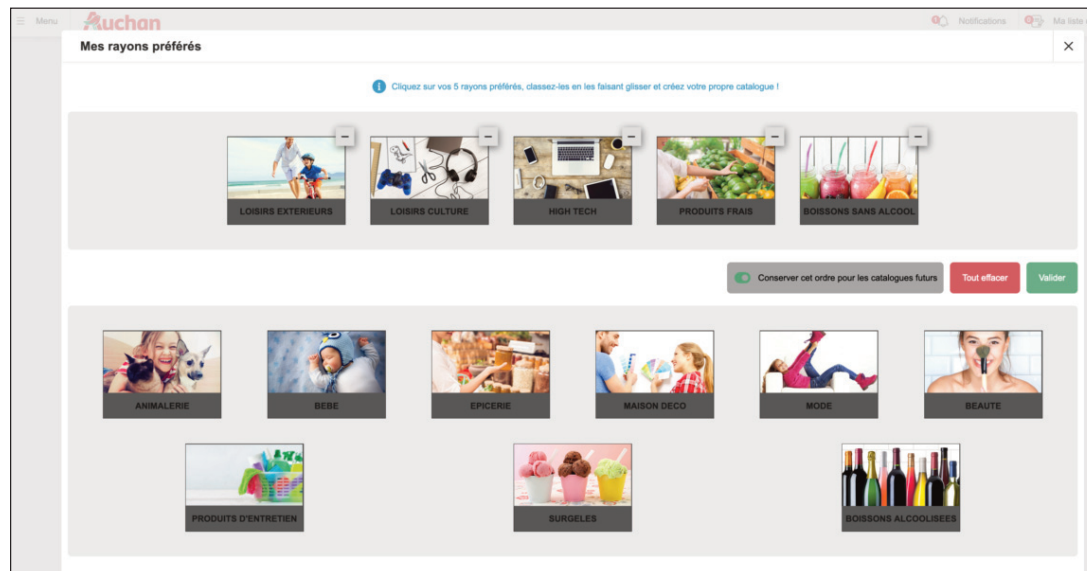 Menu
Auchan
Notifications
Ma liste
Mes rayons préférés
Cliquez sur vos 5 rayons préférés, classez-les en les faisant glisser et créez votre propre catalogue !
LOISIRS EXTERIEURS
LOISIRS CULTURE
HIGH TECH
PRODUITS FRAIS
BOISSONS SANS ALCOOL
Conserver cet ordre pour les catalogues futurs
Tout effacer
Valider
ANIMALERIE
BEBE
EPICERIE
MAISON DECO
MODE
BEAUTE
PRODUITS D'ENTRETIEN
SURGELES
BOISSONS ALCOOLISEES